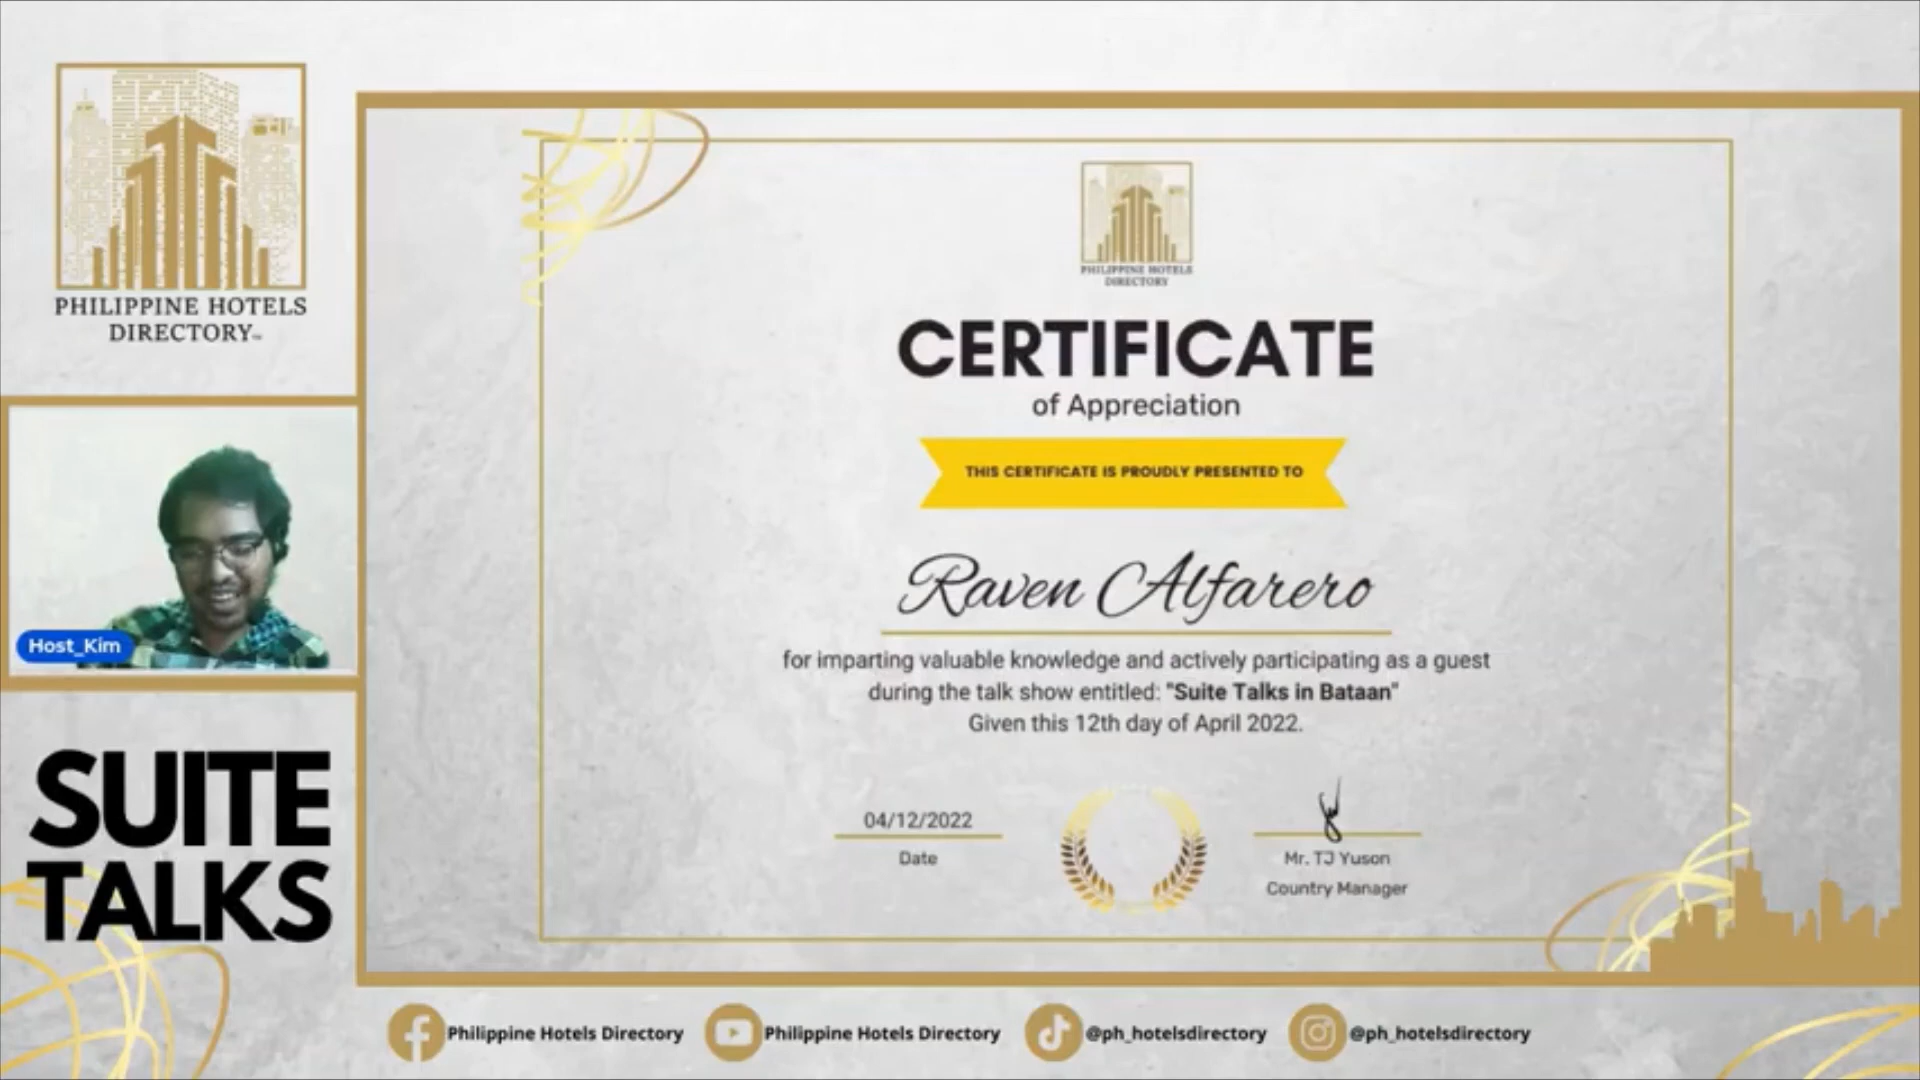 PHILIPPINE HOTELS
DIRECTORY
Host_Kim
SUITE
TALKS
PHILIPPINE HOTELS
DIRECTORY
CERTIFICATE
of Appreciation
THIS CERTIFICATE IS PROUDLY PRESENTED TO
Raven Alfarero
for imparting valuable knowledge and actively participating as a guest
during the talk show entitled: "Suite Talks in Bataan"
Given this 12th day of April 2022.
04/12/2022
Date
Mr. TJ Yuson
Country Manager
Philippine Hotels Directory
Philippine Hotels Directory
@ph_hotelsdirectory
@ph_hotelsdirectory